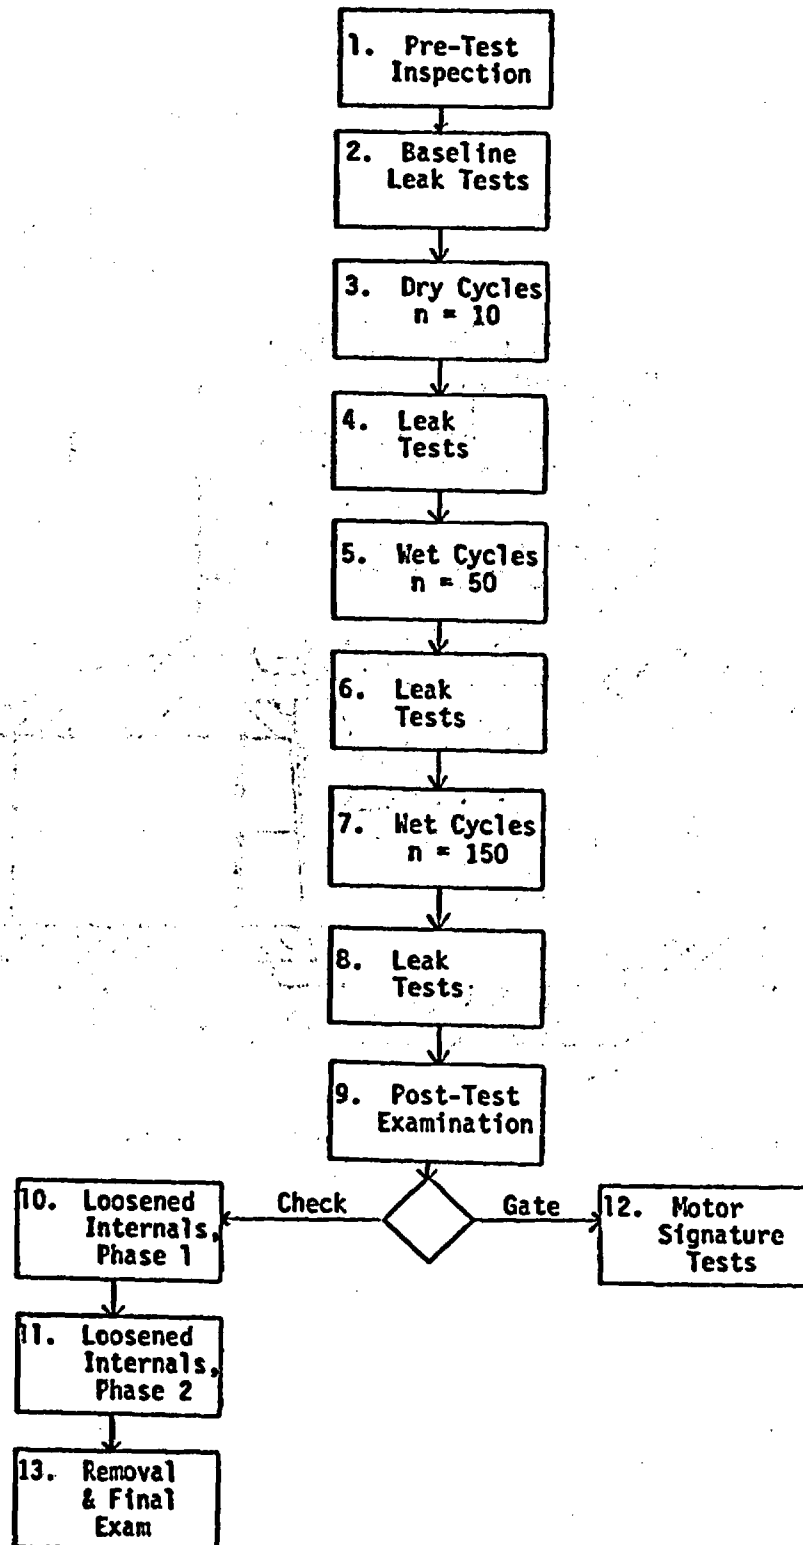 1. Pre-Test
Inspection
2. Baseline
Leak Tests
3. Dry Cycles
n = 10
4. Leak
Tests
5. Wet Cycles
n = 50
6. Leak
Tests
7. Wet Cycles
n = 150
8. Leak
Tests
9. Post-Test
Examination
Check
Gate
10. Loosened
Internals,
Phase 1
12. Motor
Signature
Tests
11. Loosened
Internals,
Phase 2
13. Removal
& Final
Exam